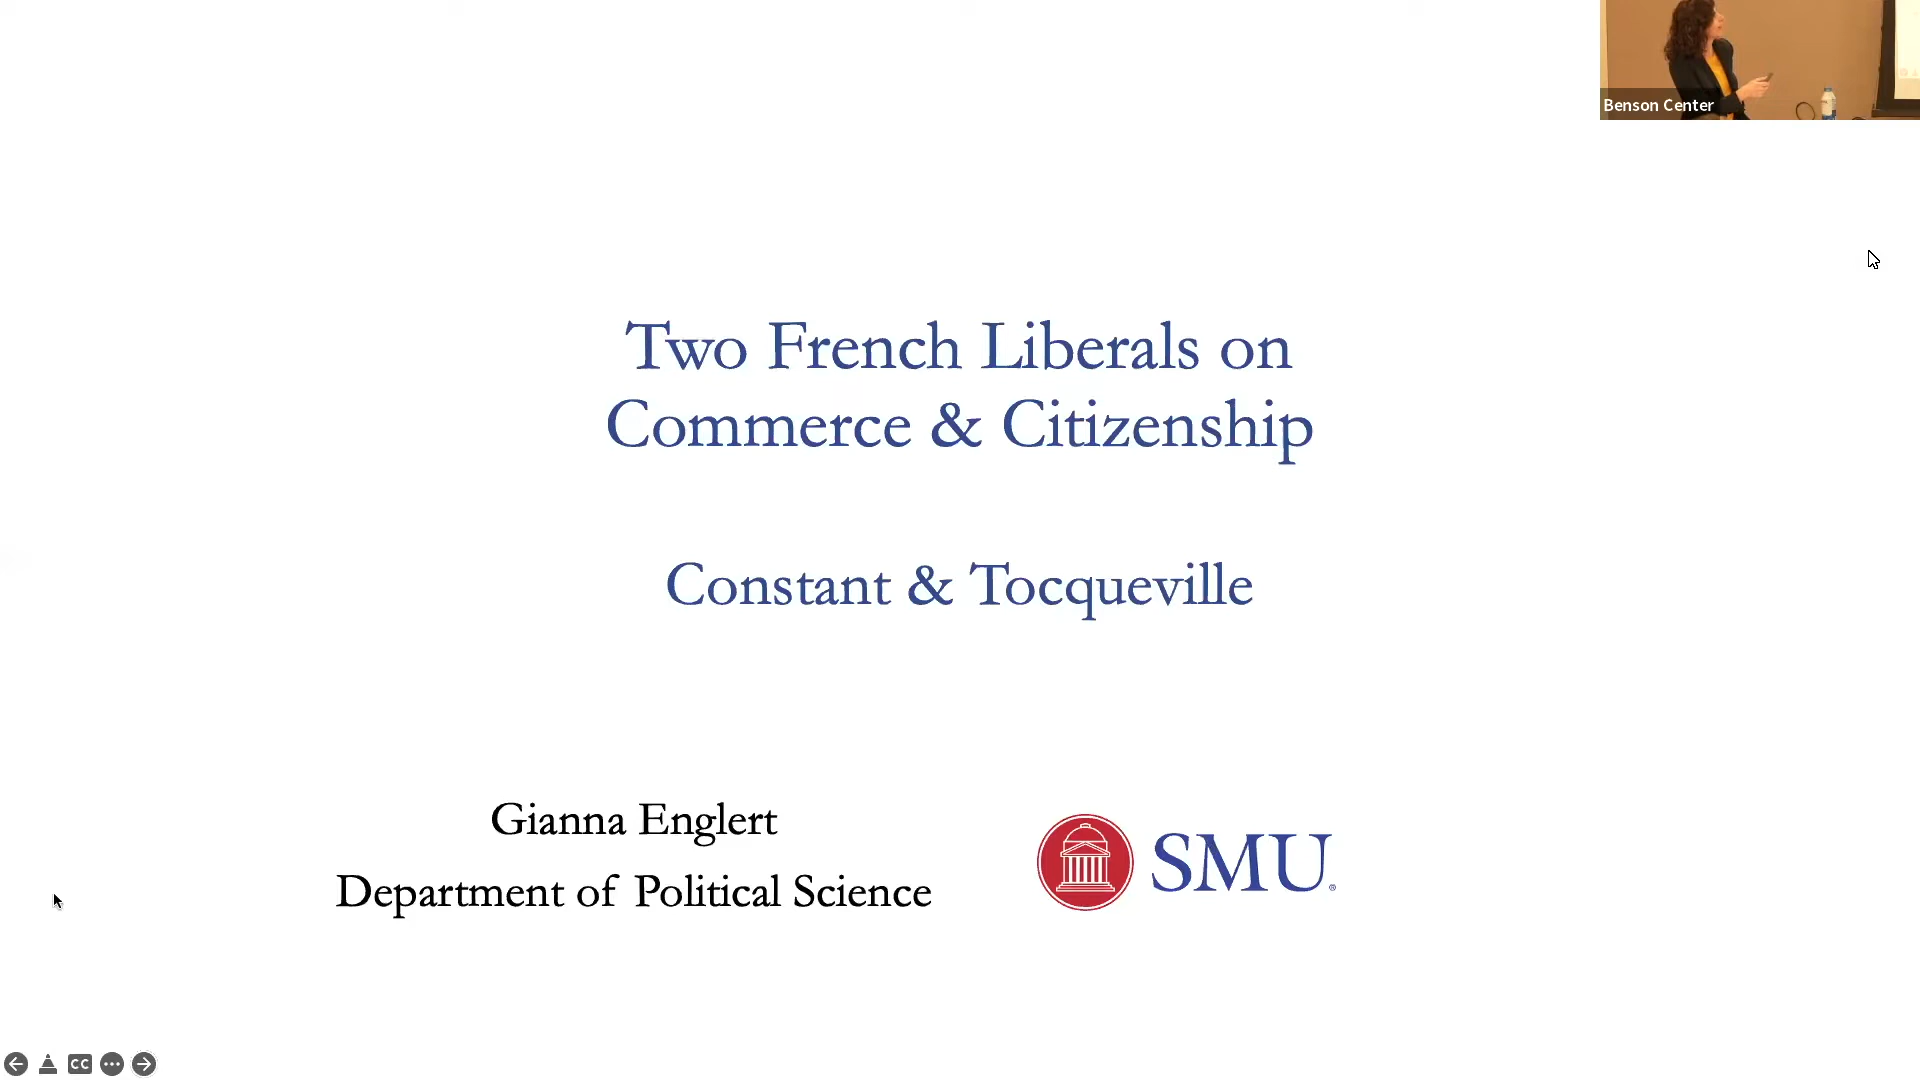 Benson Center
Two French Liberals on
Commerce & Citizenship
Constant & Tocqueville
Gianna Englert
Department of Political Science
SMU®
CC